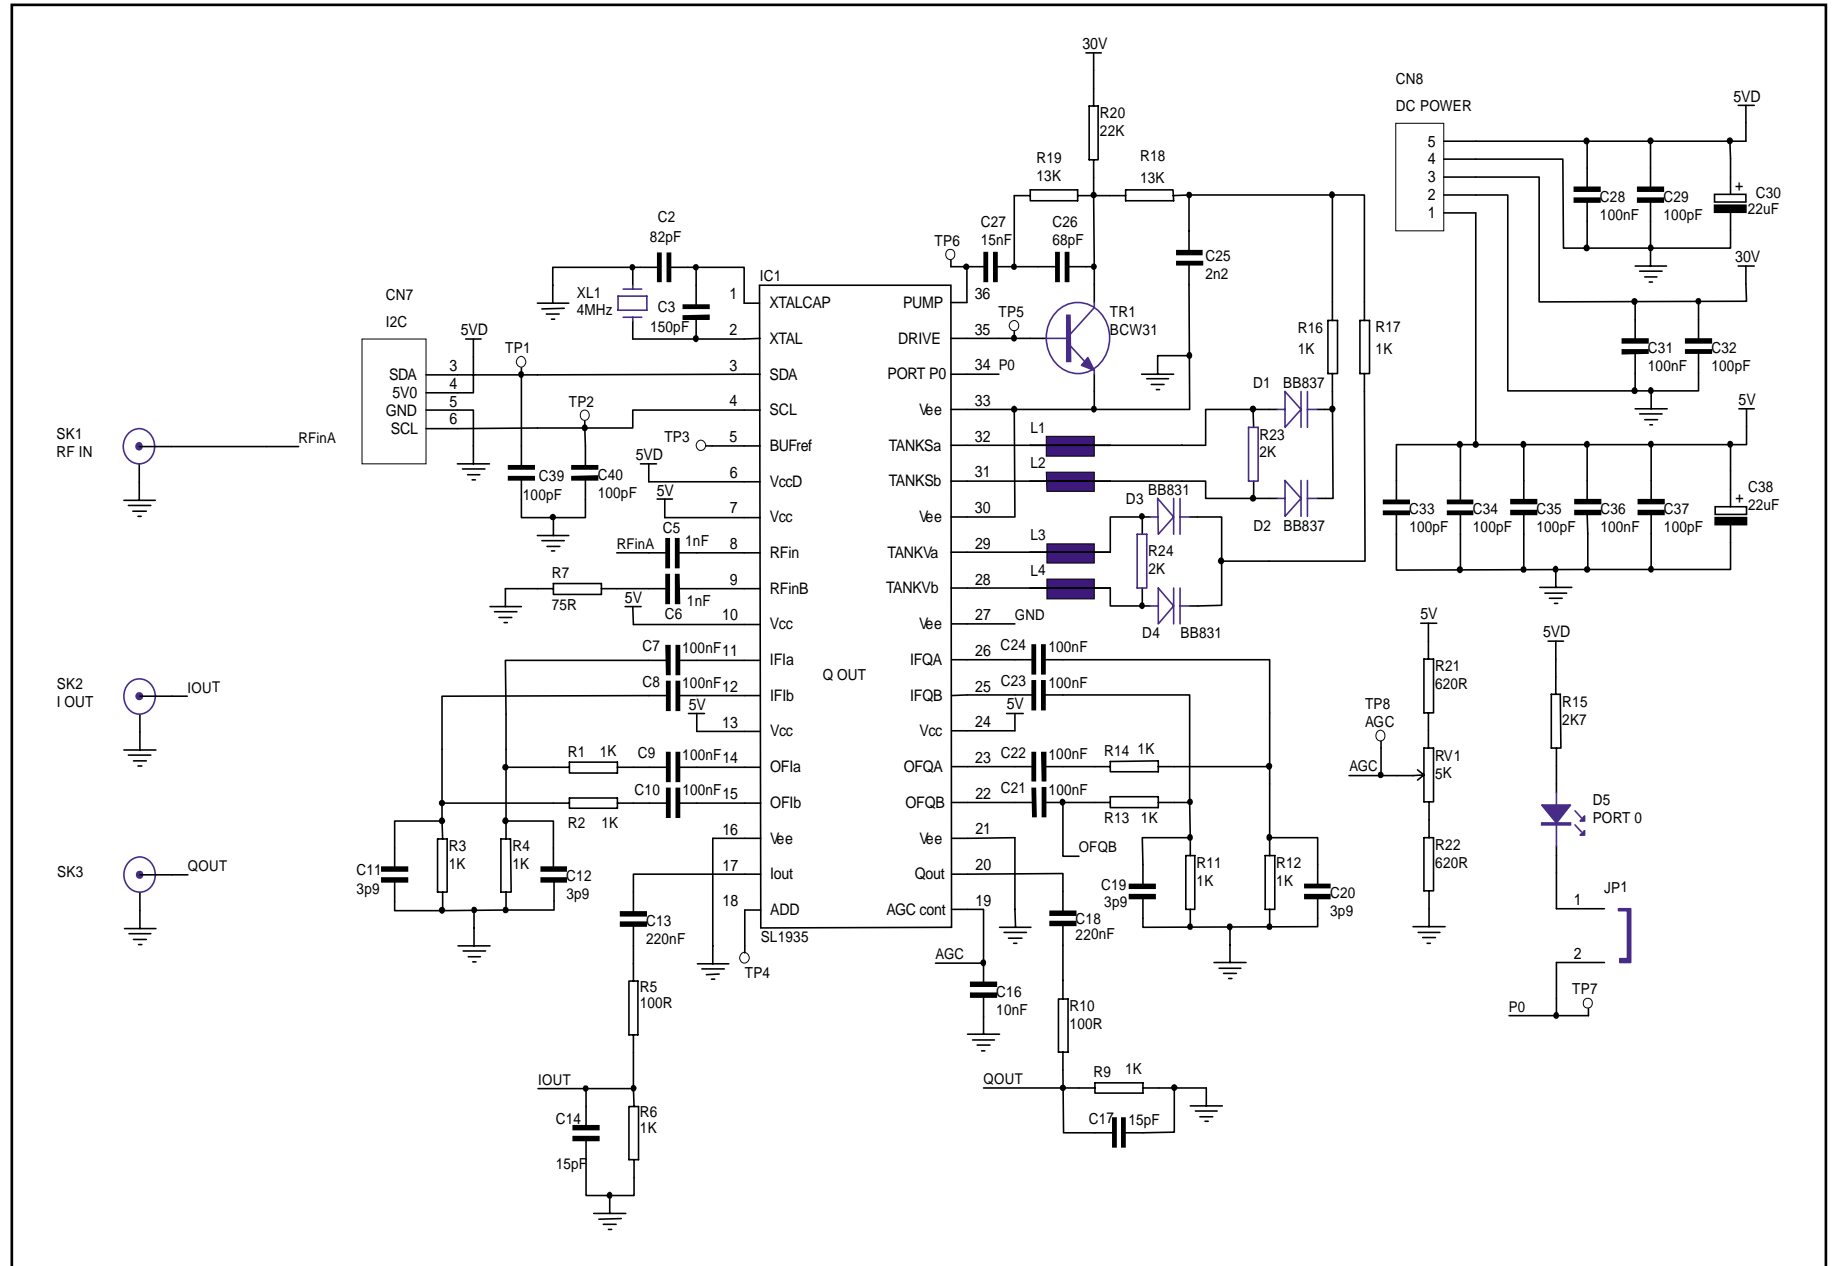 30V
R20
22K
R19
13K
R18
13K
C27
15nF
C26
68pF
TP6
C25
2n2
TR1
BCW31
TP5
C2
82pF
XL1
4MHz
C3
150pF
CN7
I2C
5VD
SDA 3
5V0 4
GND 5
SCL 6
TP1
TP2
TP3
C39
100pF
C40
100pF
5VD
5V
RFinA
C5
1nF
R7
75R
C6
1nF
5V
C7
100nF
C8
100nF
5V
R1 1K
C9
100nF
R2 1K
C10
100nF
C11
3p9
R3
1K
R4
1K
C12
3p9
C13
220nF
R5
100R
IOUT
C14
15pF
R6
1K
TP4
SK1
RF IN
RFinA
SK2
I OUT
IOUT
SK3
QOUT
IC1
1 XTALCAP
2 XTAL
3 SDA
4 SCL
5 BUFref
6 VccD
7 Vcc
8 RFin
9 RFinB
10 Vcc
11 IFIa
12 IFIb
13 Vcc
14 OFIa
15 OFIb
16 Vee
17 Iout
18 ADD
Q OUT
PUMP 36
DRIVE 35
PORT P0 34 P0
Vee 33
TANKSa 32
TANKSb 31
Vee 30
TANKVa 29
TANKVb 28
Vee 27 GND
IFQA 26
IFQB 25
Vcc 24
OFQA 23
OFQB 22
Vee 21
Qout 20
AGC cont 19
SL1935
L1
L2
L3
L4
D1 BB837
R23
2K
D2 BB837
D3 BB831
R24
2K
D4 BB831
R16
1K
R17
1K
C24
100nF
C23
100nF
5V
C22
100nF
R14 1K
C21
100nF
R13 1K
OFQB
C19
3p9
R11
1K
R12
1K
C20
3p9
AGC
C16
10nF
C18
220nF
R10
100R
QOUT
R9 1K
C17 15pF
CN8
DC POWER
5
4
3
2
1
5VD
C28
100nF
C29
100pF
+
C30
22uF
30V
C31
100nF
C32
100pF
5V
C33
100pF
C34
100pF
C35
100pF
C36
100nF
C37
100pF
+
C38
22uF
5V
R21
620R
TP8
AGC
AGC
RV1
5K
R22
620R
5VD
R15
2K7
D5
PORT 0
JP1
1
2
TP7
P0